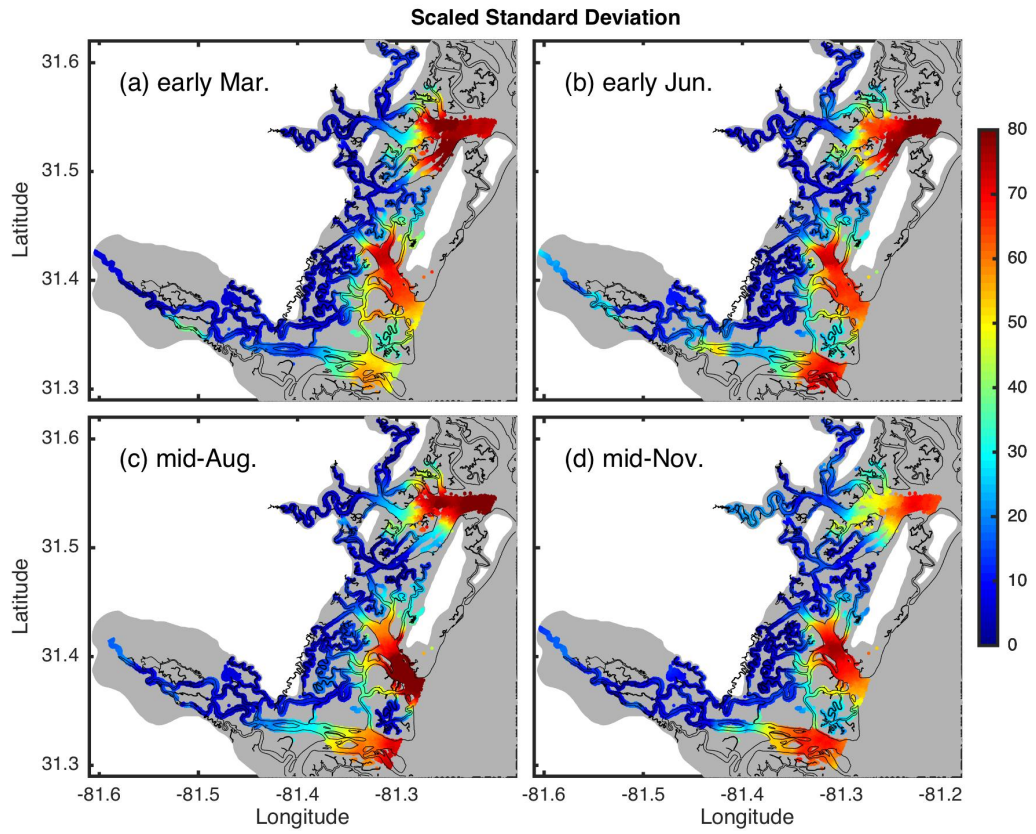 Scaled Standard Deviation
(a) early Mar.
(b) early Jun.
31.6
31.5
31.4
31.3
Latitude
(c) mid-Aug.
(d) mid-Nov.
31.6
31.5
31.4
31.3
Latitude
-81.6 -81.5 -81.4 -81.3
Longitude
-81.6 -81.5 -81.4 -81.3 -81.2
Longitude
80
70
60
50
40
30
20
10
0